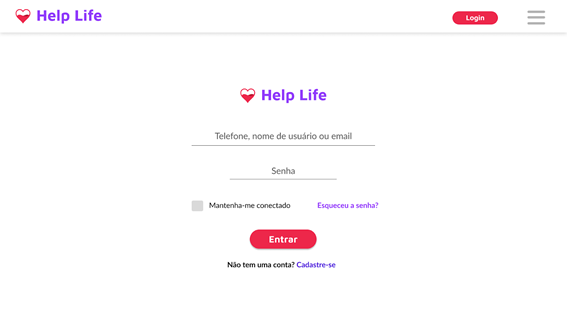 Help Life
Login
Help Life
Telefone, nome de usuário ou email
Senha
Mantenha-me conectado
Esqueceu a senha?
Entrar
Não tem uma conta? Cadastre-se